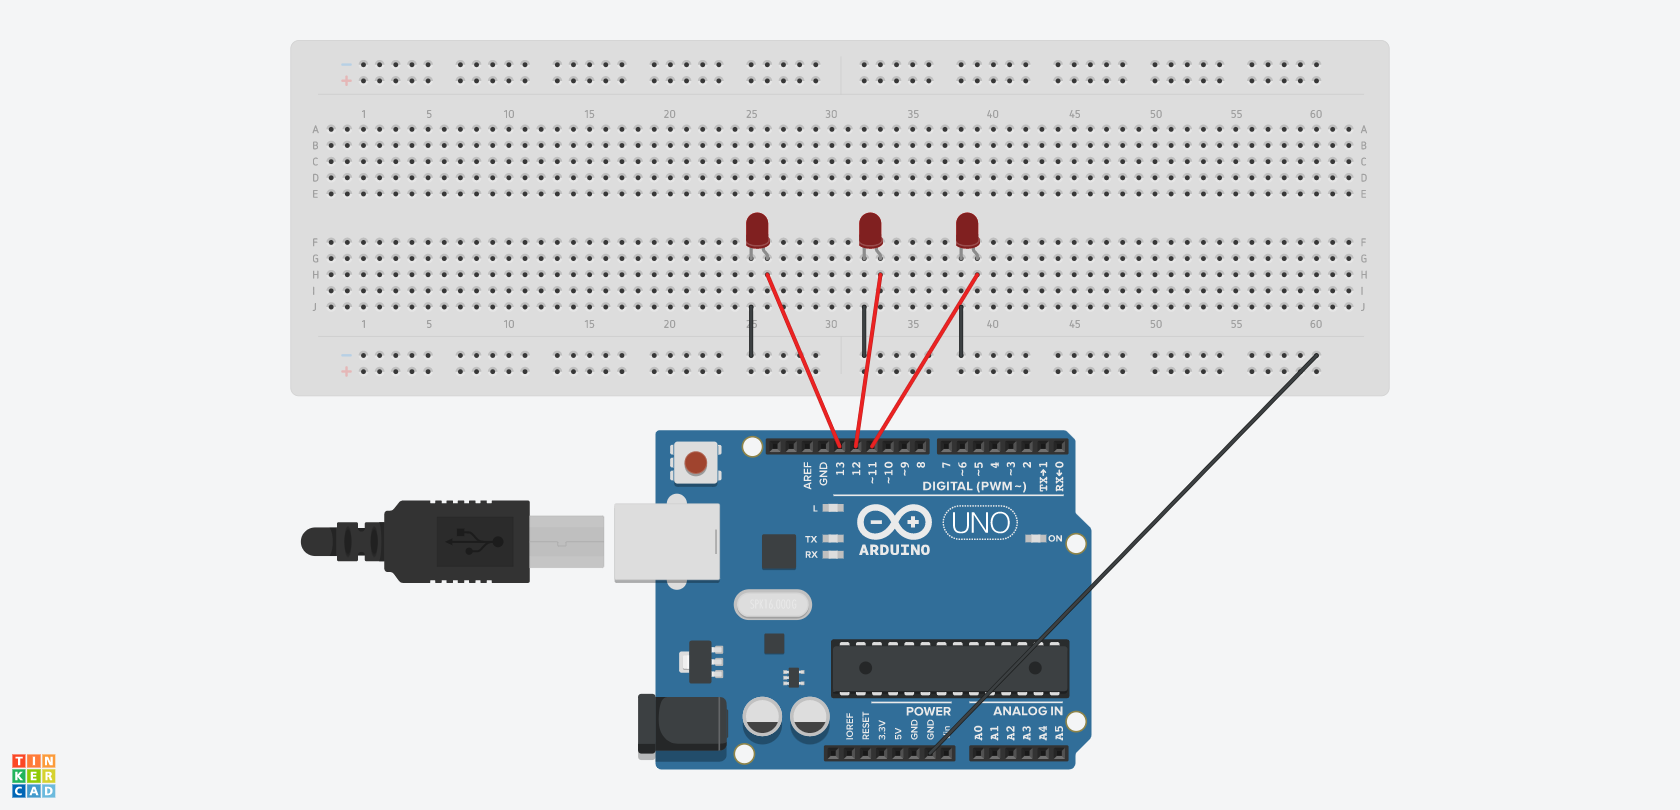 − −
+ +
1 5 10 15 20 25 30 35 40 45 50 55 60
A A
B B
C C
D D
E E
F F
G G
H H
I I
J J
1 5 10 15 20 25 30 35 40 45 50 55 60
−
+
AREF GND 13 12 ~11 ~10 ~9 8 7 ~6 ~5 4 ~3 2 TX→1 RX←0
DIGITAL (PWM~)
L
TX
RX
UNO
ON
ARDUINO
POWER ANALOG IN
IOREF RESET 3.3V 5V GND GND A0 A1 A2 A3 A4 A5
TIN
KER
CAD